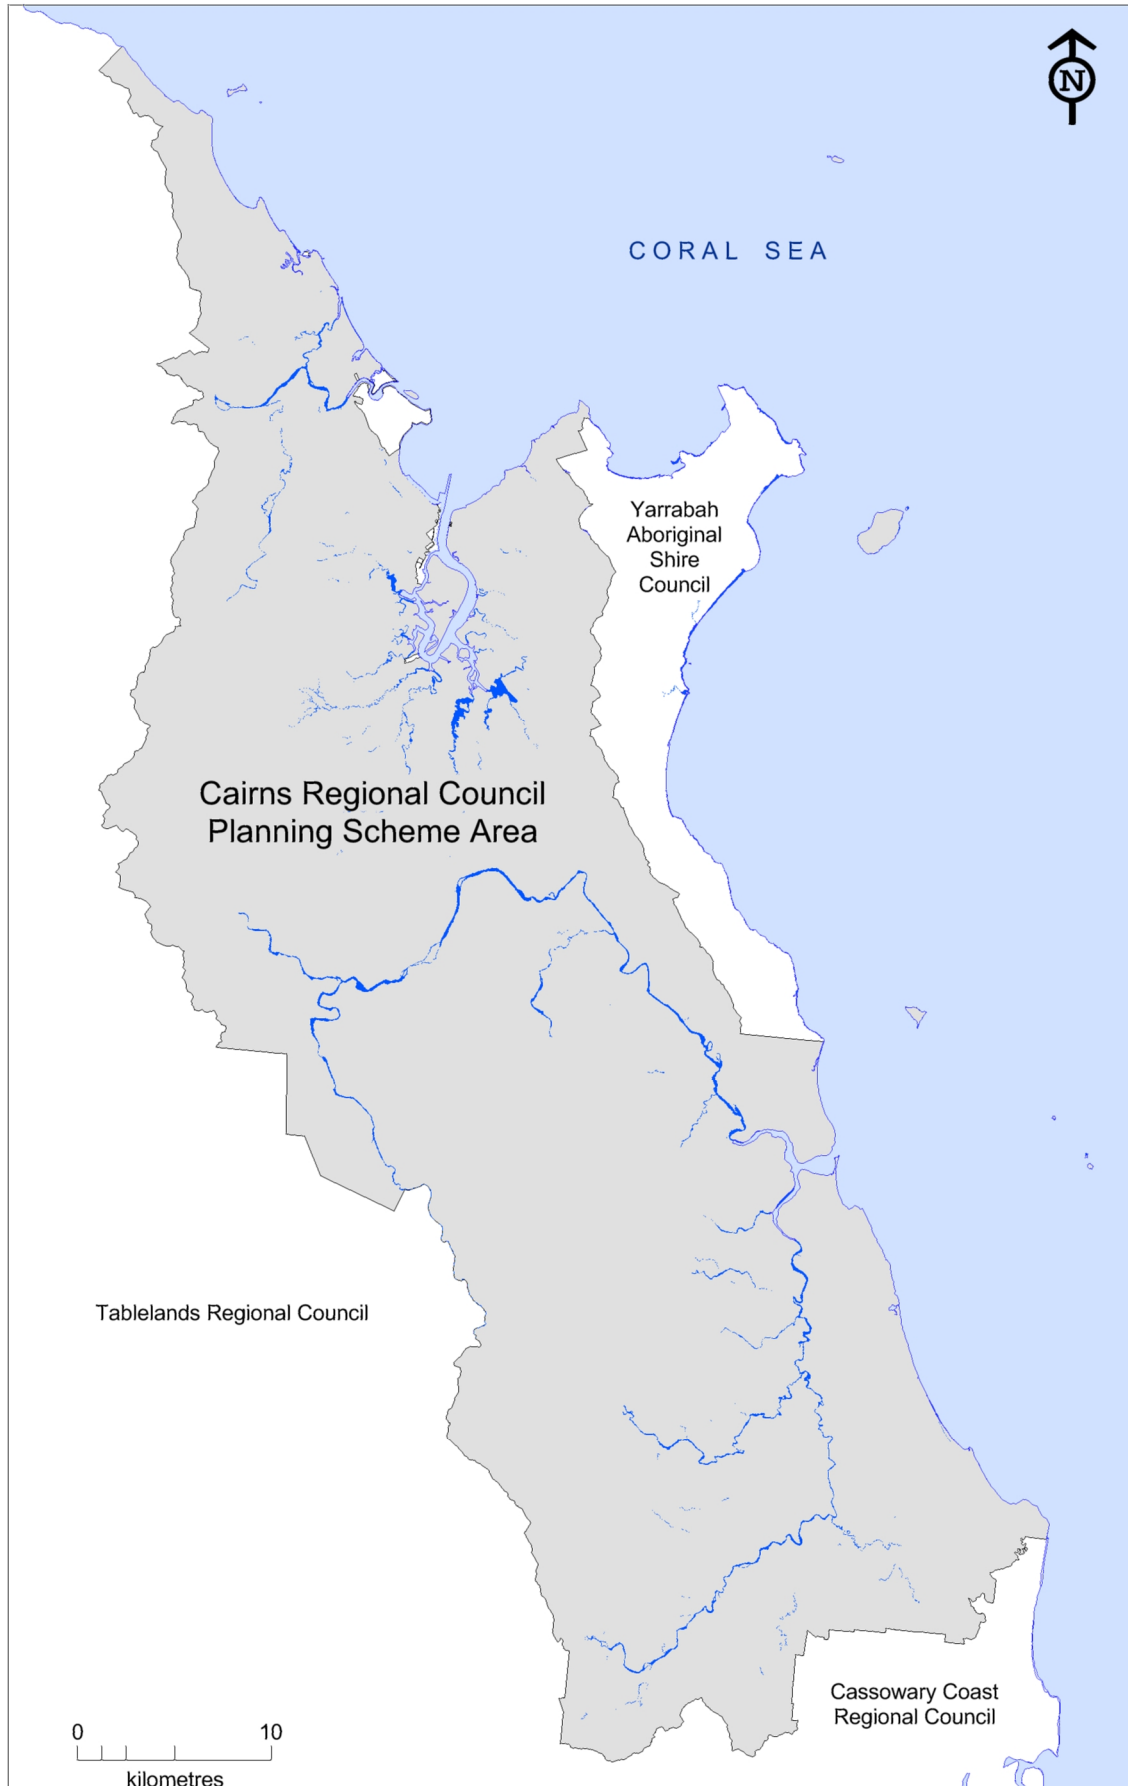 N
CORAL SEA
Yarrabah
Aboriginal
Shire
Council
Cairns Regional Council
Planning Scheme Area
Tablelands Regional Council
Cassowary Coast
Regional Council
0 10
kilometres